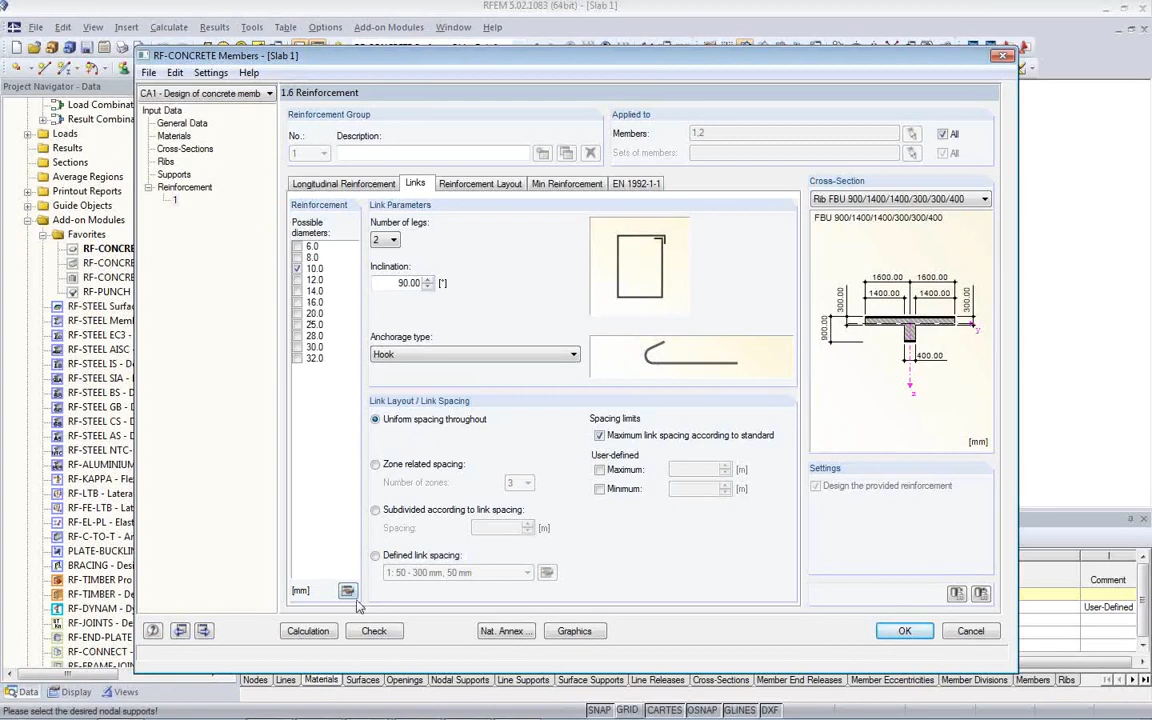 RFEM 5.02.1083 (64bit) - [Slab 1]
File Edit View Insert Calculate Results Tools Table Options Add-on Modules Window Help
RF-CONCRETE Members - [Slab 1]
File Edit Settings Help
Project Navigator - Data
Load Combinat
Result Combina
Loads
Results
Sections
Average Regions
Printout Reports
Guide Objects
Add-on Modules
Favorites
RF-CONCR
RF-CONCRE
RF-CONCRE
RF-PUNCH
RF-STEEL Surfac
RF-STEEL Meml
RF-STEEL EC3 -
RF-STEEL AISC
RF-STEEL IS - D
RF-STEEL SIA -
RF-STEEL BS - D
RF-STEEL GB - D
RF-STEEL CS - D
RF-STEEL AS - D
RF-STEEL NTC-
RF-ALUMINIUM
RF-KAPPA - Flex
RF-LTB - Lateral
RF-FE-LTB - Late
RF-EL-PL - Elast
RF-C-TO-T - An
PLATE-BUCKLIN
BRACING - Desi
RF-TIMBER Pro
RF-DYNAM - Dy
RF-JOINTS - Des
RF-END-PLATE
RF-CONNECT -
RF-FRAME-JOIN
Data Display Views
CA1 - Design of concrete memb
Input Data
General Data
Materials
Cross-Sections
Ribs
Supports
Reinforcement
1
1.6 Reinforcement
Reinforcement Group
No.: Description:
1
Applied to
Members: 1,2 All
Sets of members: All
Longitudinal Reinforcement Links Reinforcement Layout Min Reinforcement EN 1992-1-1
Reinforcement
Possible
diameters:
6.0
8.0
10.0
12.0
14.0
16.0
20.0
25.0
28.0
30.0
32.0
[mm]
Link Parameters
Number of legs:
2
Inclination:
90.00 [°]
Anchorage type:
Hook
Link Layout / Link Spacing
Uniform spacing throughout
Zone related spacing:
Number of zones: 3
Subdivided according to link spacing:
Spacing: [m]
Defined link spacing:
1: 50 - 300 mm, 50 mm
Spacing limits
Maximum link spacing according to standard
User-defined
Maximum: [m]
Minimum: [m]
Cross-Section
Rib FBU 900/1400/1400/300/300/400
FBU 900/1400/1400/300/300/400
1600.00 1600.00
1400.00 1400.00
300.00
300.00
900.00
400.00
y
z
[mm]
Settings
Design the provided reinforcement
Calculation Check Nat. Annex ... Graphics OK Cancel
I
Comment
User-Defined
Nodes Lines Materials Surfaces Openings Nodal Supports Line Supports Surface Supports Line Releases Cross-Sections Member End Releases Member Eccentricities Member Divisions Members Ribs
Please select the desired nodal supports!
SNAP GRID CARTES OSNAP GLINES DXF